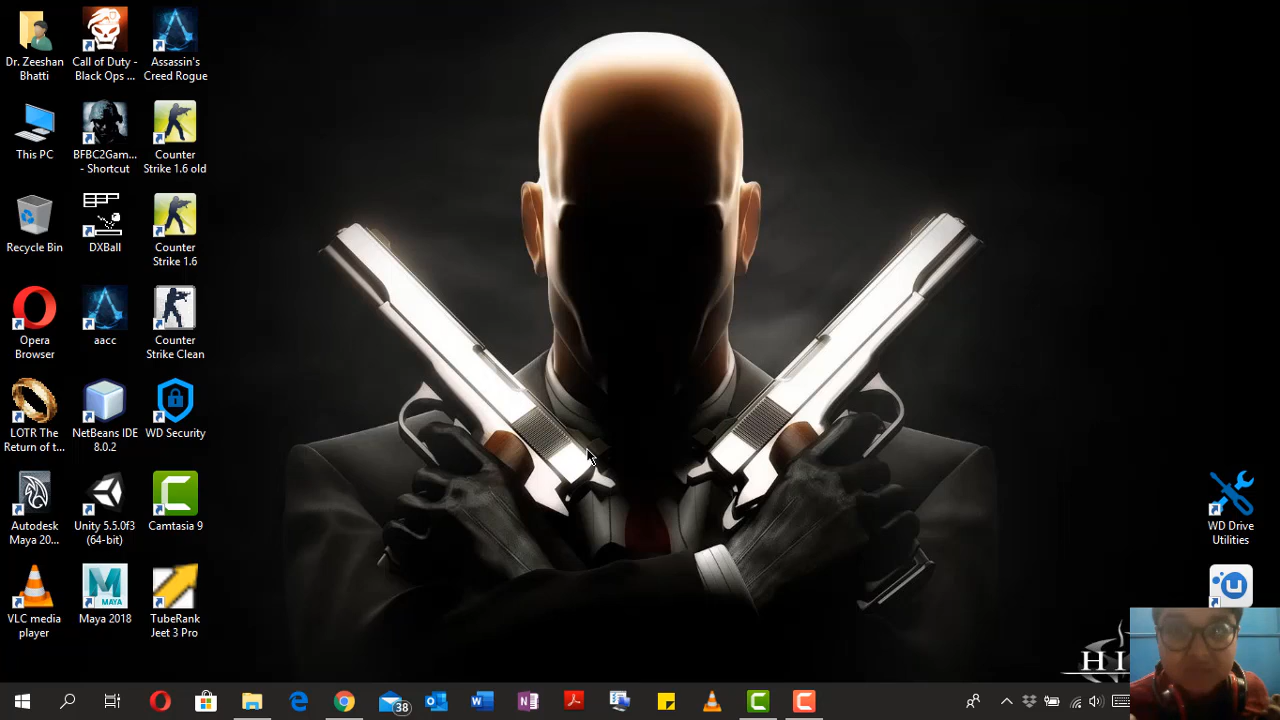 Dr. Zeeshan
Bhatti
Call of Duty -
Black Ops ...
Assassin's
Creed Rogue
This PC
BFBC2Gam...
- Shortcut
Counter
Strike 1.6 old
Recycle Bin
DXBall
Counter
Strike 1.6
Opera
Browser
aacc
Counter
Strike Clean
LOTR The
Return of t...
NetBeans IDE
8.0.2
WD Security
Autodesk
Maya 20...
Unity 5.5.0f3
(64-bit)
Camtasia 9
WD Drive
Utilities
VLC media
player
MAYA
Maya 2018
TubeRank
Jeet 3 Pro
HI
38